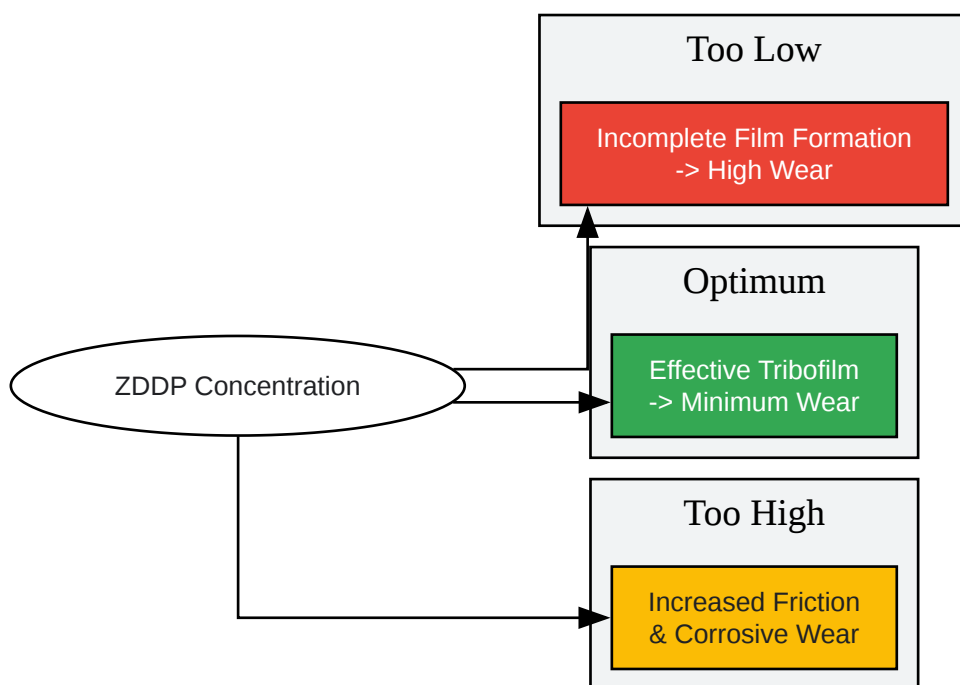 Too Low
Incomplete Film Formation
-> High Wear
Optimum
Effective Tribofilm
-> Minimum Wear
ZDDP Concentration
Too High
Increased Friction
& Corrosive Wear